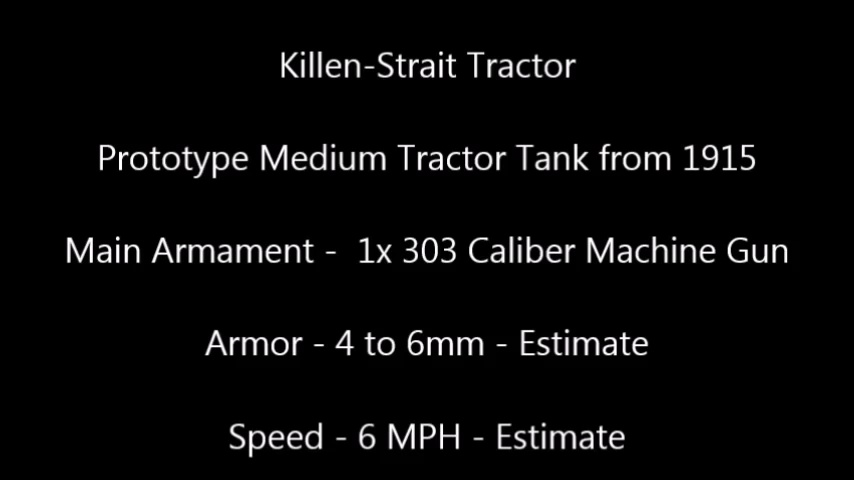 Killen-Strait Tractor
Prototype Medium Tractor Tank from 1915
Main Armament -  1x 303 Caliber Machine Gun
Armor - 4 to 6mm - Estimate
Speed - 6 MPH - Estimate